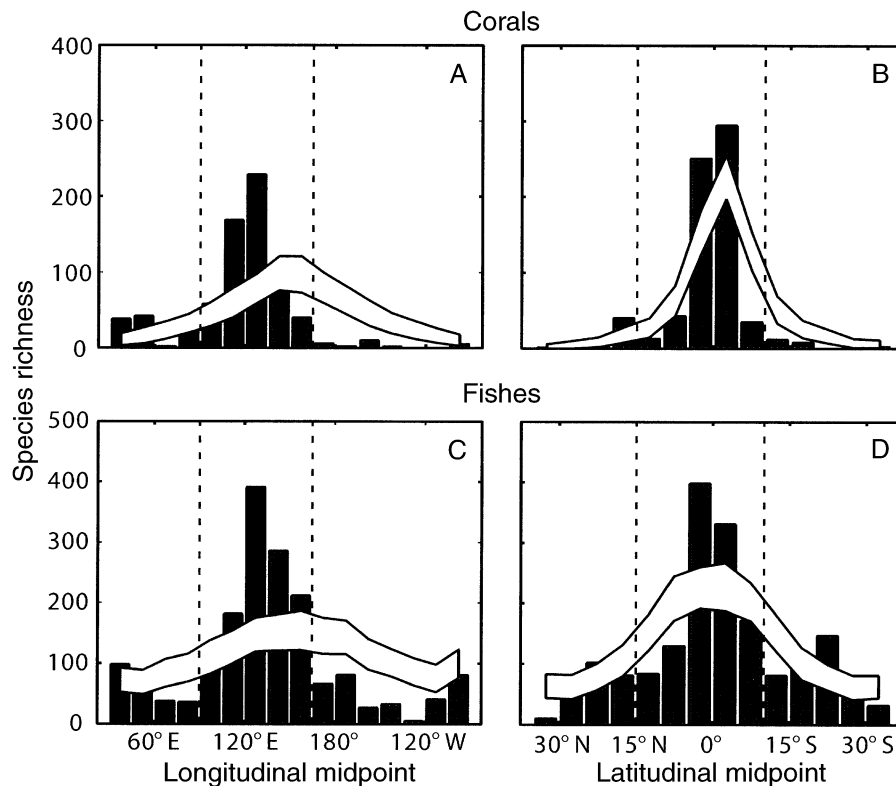 Corals
A
B
400
300
200
100
0
Species richness
Fishes
C
D
500
400
300
200
100
0
60° E 120° E 180° 120° W
30° N 15° N 0° 15° S 30° S
Longitudinal midpoint
Latitudinal midpoint